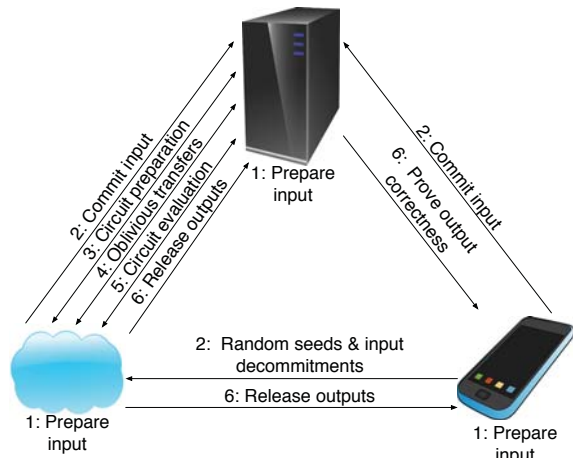 1: Prepare
input
2: Commit input
3: Circuit preparation
4: Oblivious transfers
5: Circuit evaluation
6: Release outputs
2: Commit input
6: Prove output
correctness
2: Random seeds & input
decommitments
6: Release outputs
1: Prepare
input
1: Prepare
input